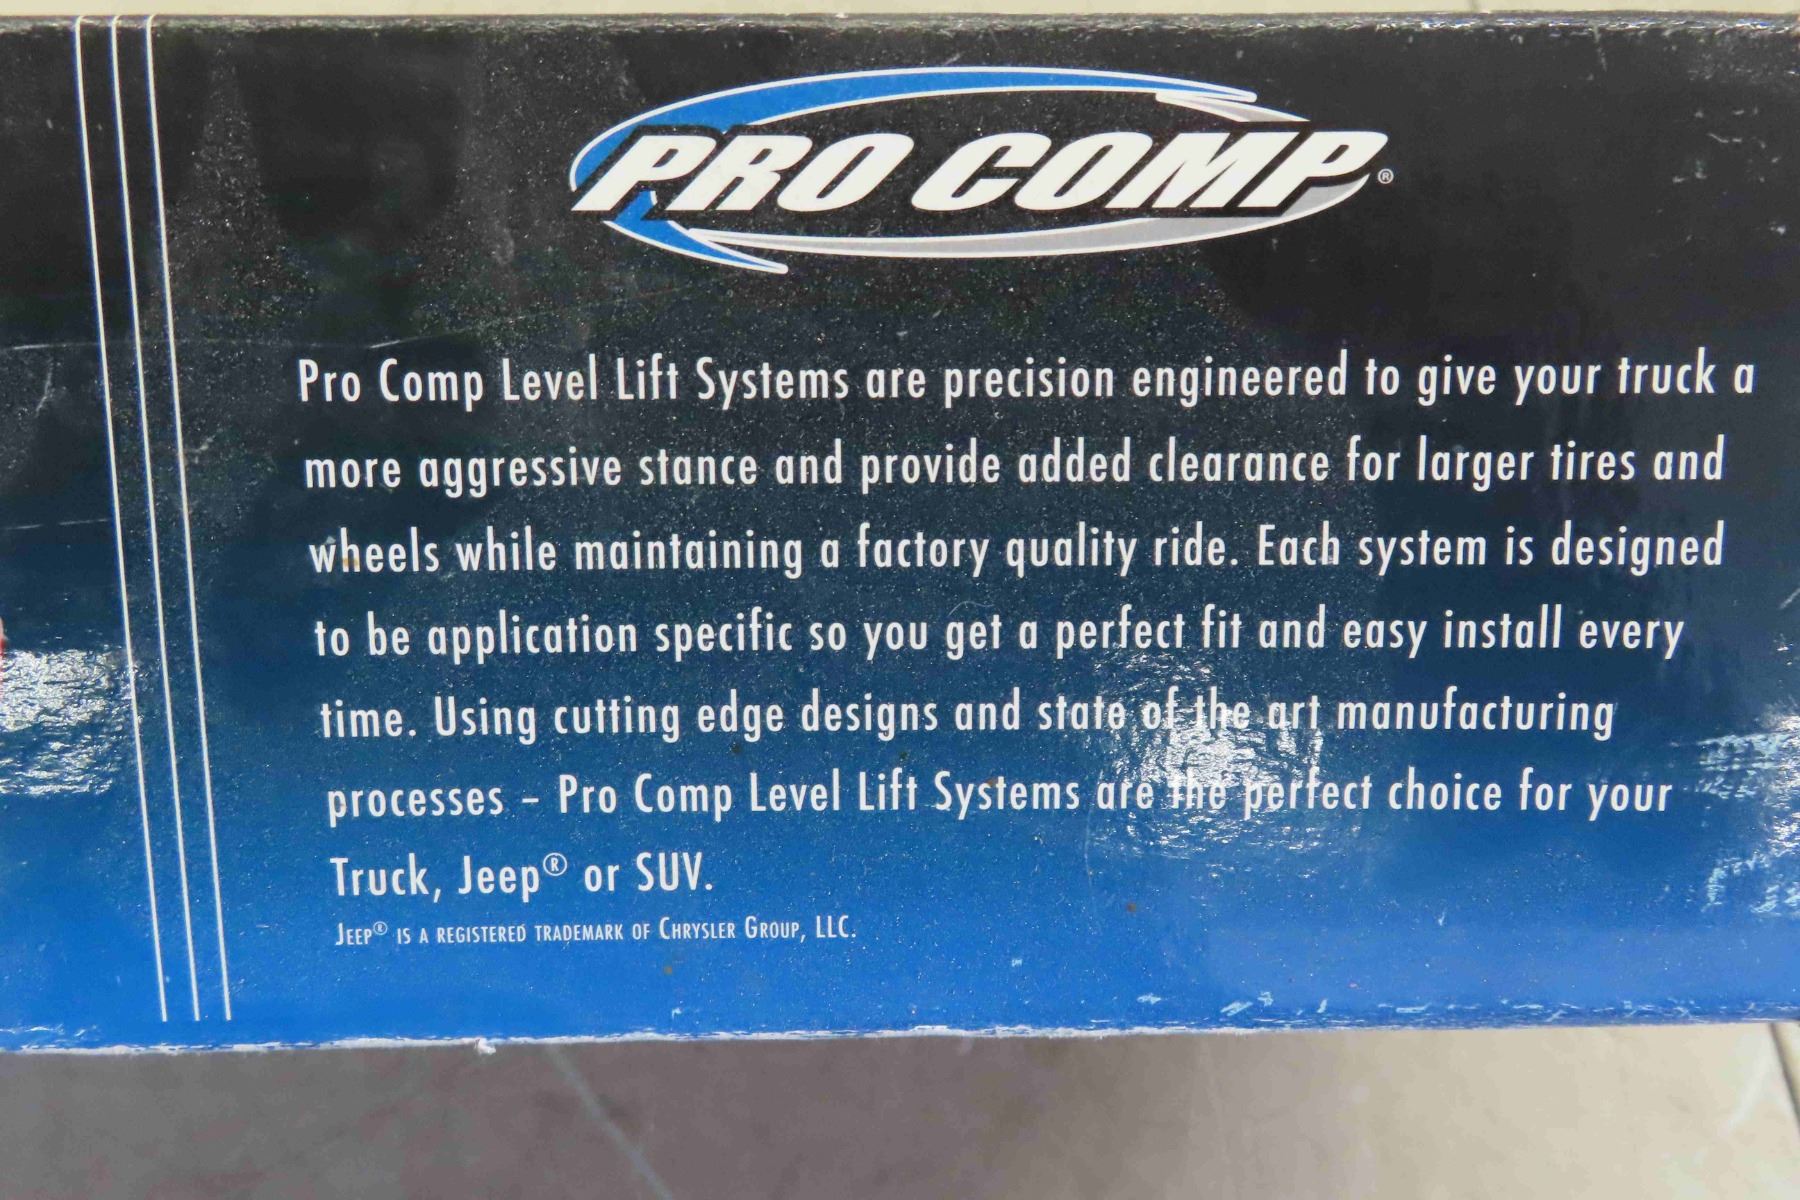 PRO COMP®
Pro Comp Level Lift Systems are precision engineered to give your truck a
more aggressive stance and provide added clearance for larger tires and
wheels while maintaining a factory quality ride. Each system is designed
to be application specific so you get a perfect fit and easy install every
time. Using cutting edge designs and state of the art manufacturing
processes – Pro Comp Level Lift Systems are the perfect choice for your
Truck, Jeep® or SUV.
Jeep® is a registered trademark of Chrysler Group, LLC.